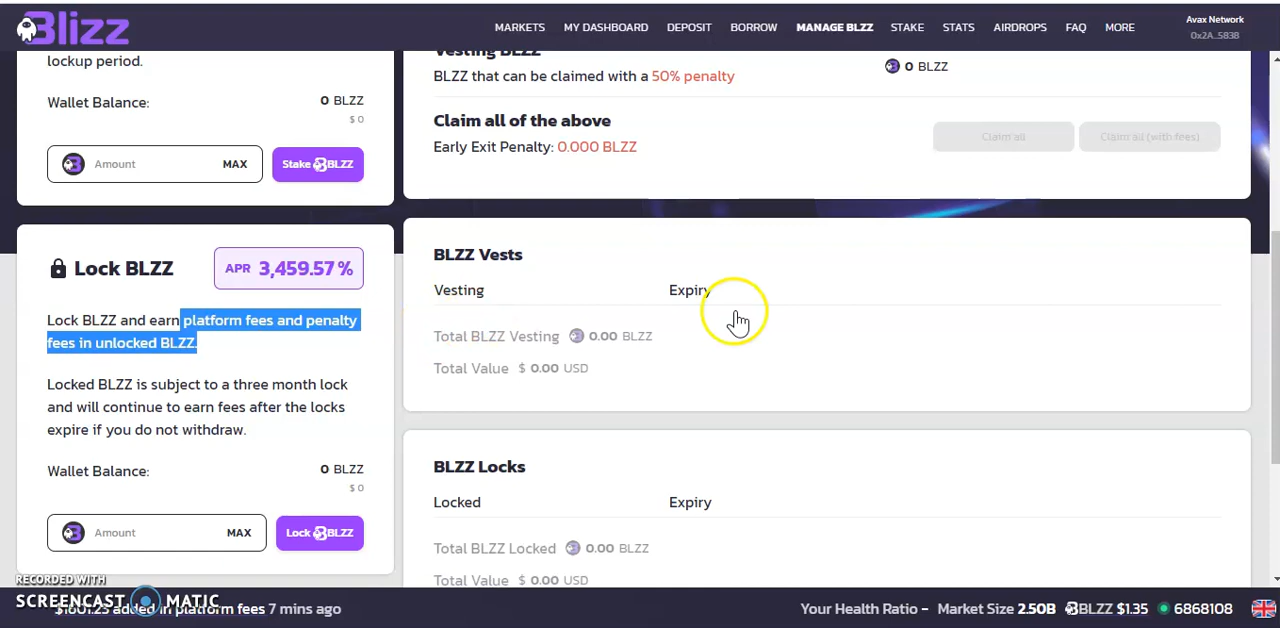 Blizz
MARKETS MY DASHBOARD DEPOSIT BORROW MANAGE BLZZ STAKE STATS AIRDROPS FAQ MORE
Avax Network
0x2A...5838
lockup period.
Wallet Balance: 0 BLZZ
$ 0
Amount MAX Stake BLZZ
Vesting BLZZ
BLZZ that can be claimed with a 50% penalty
0 BLZZ
Claim all of the above
Early Exit Penalty: 0.000 BLZZ
Claim all Claim all (with fees)
Lock BLZZ APR 3,459.57%
Lock BLZZ and earn platform fees and penalty
fees in unlocked BLZZ.
Locked BLZZ is subject to a three month lock
and will continue to earn fees after the locks
expire if you do not withdraw.
Wallet Balance: 0 BLZZ
$ 0
Amount MAX Lock BLZZ
BLZZ Vests
Vesting Expiry
Total BLZZ Vesting 0.00 BLZZ
Total Value $ 0.00 USD
BLZZ Locks
Locked Expiry
Total BLZZ Locked 0.00 BLZZ
Total Value $ 0.00 USD
RECORDED WITH
SCREENCAST MATIC
added in platform fees 7 mins ago
Your Health Ratio - Market Size 2.50B BLZZ $1.35 6868108